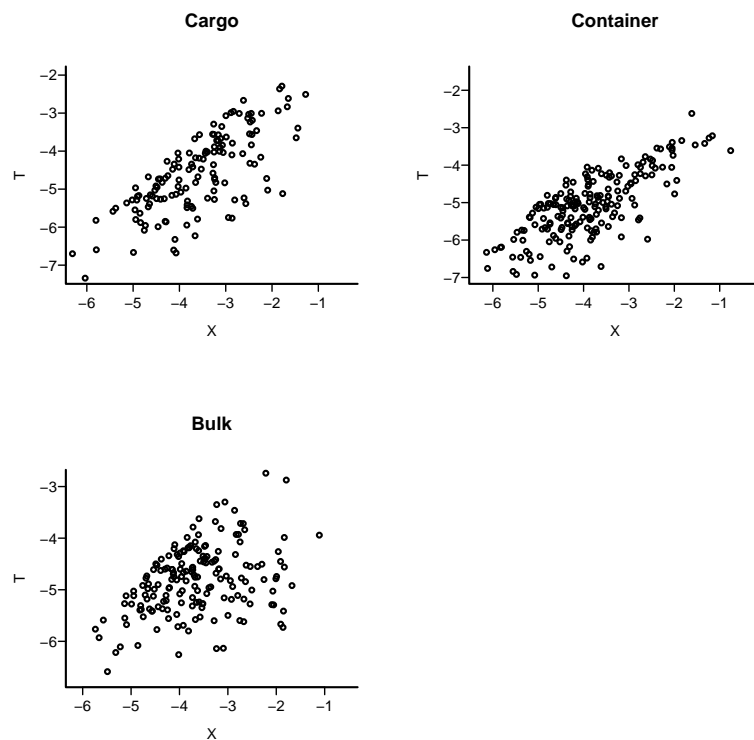 Cargo
−2
−3
−4
−5
−6
−7
T
−6 −5 −4 −3 −2 −1
X
Container
−2
−3
−4
−5
−6
−7
T
−6 −5 −4 −3 −2 −1
X
Bulk
−3
−4
−5
−6
T
−6 −5 −4 −3 −2 −1
X